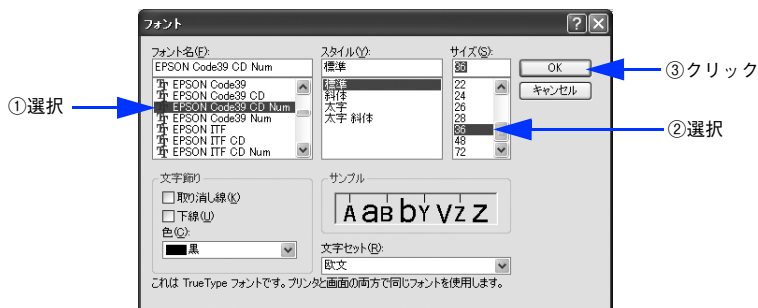 フォント
フォント名(F): スタイル(Y): サイズ(S):
EPSON Code39 CD Num 標準 36 OK
キャンセル
EPSON Code39 標準 22
EPSON Code39 CD 斜体 24
EPSON Code39 CD Num 太字 26
EPSON Code39 Num 太字 斜体 28
EPSON ITF 36
EPSON ITF CD 48
EPSON ITF CD Num 72
①選択
②選択
③クリック
文字飾り
取り消し線(K)
下線(U)
色(C):
黒
サンプル
AaBbYyZz
文字セット(R):
欧文
これは TrueType フォントです。プリンタと画面の両方で同じフォントを使用します。